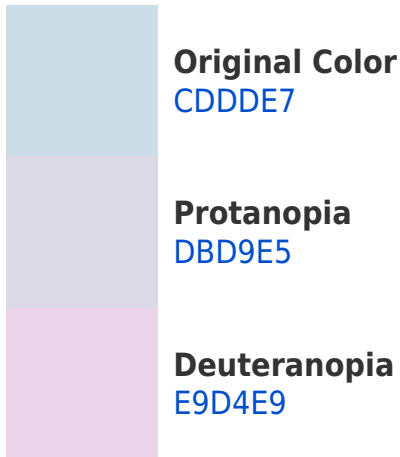 Original Color
CDDDE7
Protanopia
DBD9E5
Deuteranopia
E9D4E9